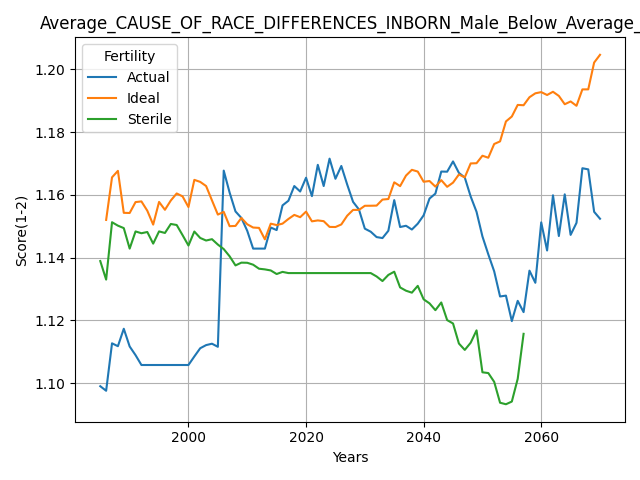 Average_CAUSE_OF_RACE_DIFFERENCES_INBORN_Male_Below_Average_
Fertility
Actual
Ideal
Sterile
Score(1-2)
1.20
1.18
1.16
1.14
1.12
1.10
2000 2020 2040 2060
Years